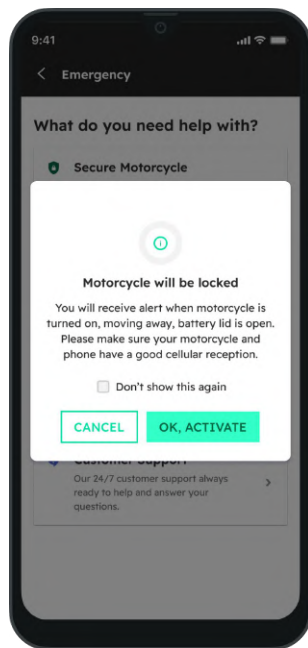 9:41
Emergency
What do you need help with?
Secure Motorcycle
Motorcycle will be locked
You will receive alert when motorcycle is
turned on, moving away, battery lid is open.
Please make sure your motorcycle and
phone have a good cellular reception.
Don't show this again
CANCEL
OK, ACTIVATE
Customer Support
Our 24/7 customer support always
ready to help and answer your
questions.